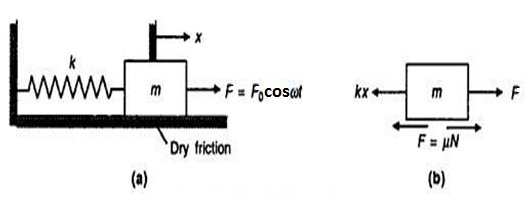 x
k
m
F = F₀cosωt
Dry friction
(a)
kx
m
F
F = μN
(b)